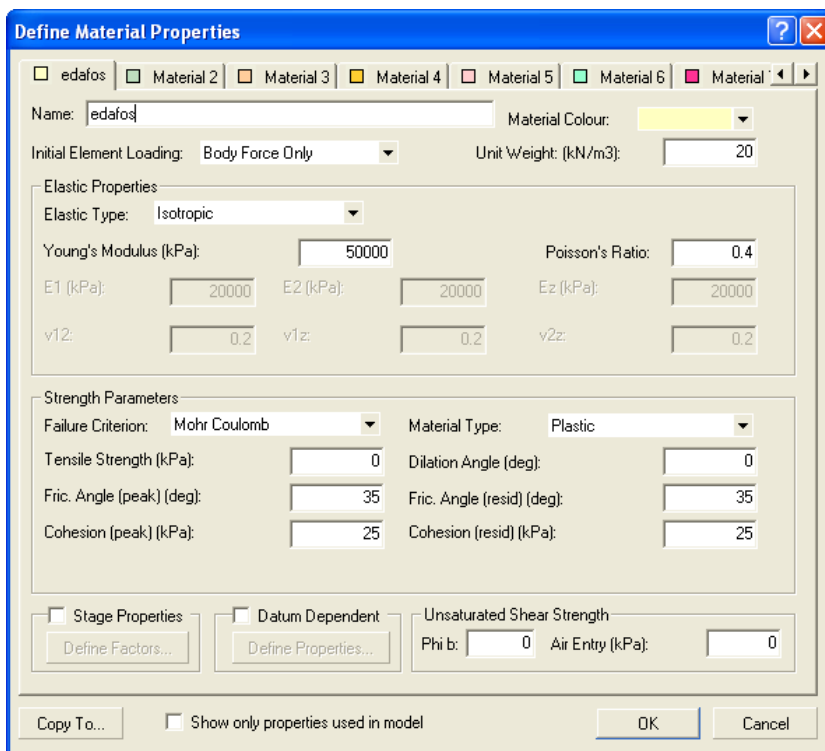 Define Material Properties
edafos Material 2 Material 3 Material 4 Material 5 Material 6 Material
Name: edafos Material Colour:
Initial Element Loading: Body Force Only Unit Weight: (kN/m3): 20
Elastic Properties
Elastic Type: Isotropic
Young's Modulus (kPa): 50000 Poisson's Ratio: 0.4
E1 (kPa): 20000 E2 (kPa): 20000 Ez (kPa): 20000
v12: 0.2 v1z: 0.2 v2z: 0.2
Strength Parameters
Failure Criterion: Mohr Coulomb Material Type: Plastic
Tensile Strength (kPa): 0 Dilation Angle (deg): 0
Fric. Angle (peak) (deg): 35 Fric. Angle (resid) (deg): 35
Cohesion (peak) (kPa): 25 Cohesion (resid) (kPa): 25
Stage Properties Datum Dependent Unsaturated Shear Strength
Define Factors... Define Properties... Phi b: 0 Air Entry (kPa): 0
Copy To... Show only properties used in model OK Cancel